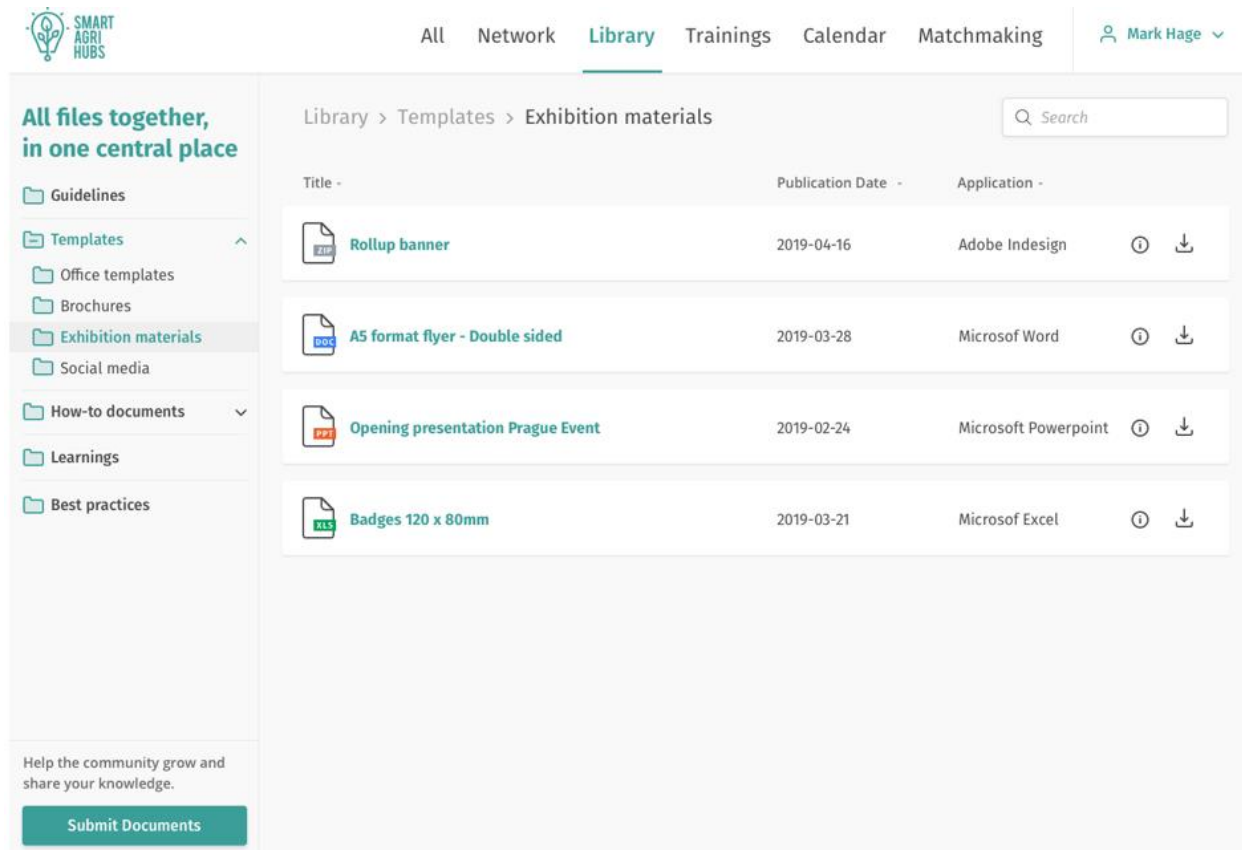 SMART
AGRI
HUBS
All Network Library Trainings Calendar Matchmaking Mark Hage
All files together,
in one central place
Guidelines
Templates
Office templates
Brochures
Exhibition materials
Social media
How-to documents
Learnings
Best practices
Help the community grow and
share your knowledge.
Submit Documents
Library > Templates > Exhibition materials
Search
Title - Publication Date - Application -
ZIP Rollup banner 2019-04-16 Adobe Indesign
DOC A5 format flyer - Double sided 2019-03-28 Microsof Word
PPT Opening presentation Prague Event 2019-02-24 Microsoft Powerpoint
XLS Badges 120 x 80mm 2019-03-21 Microsof Excel